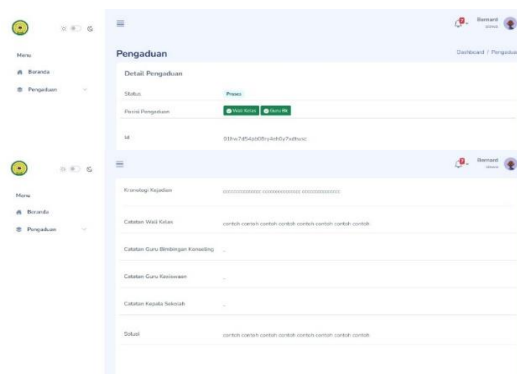 Bernard
Menu
Beranda
Pengaduan
Pengaduan
Dashboard / Pengaduan
Detail Pengaduan
Status
Proses
Posisi Pengaduan
Wali Kelas
Guru BK
Id
Bernard
Menu
Beranda
Pengaduan
Kronologi Kejadian
Catatan Wali Kelas
contoh contoh contoh contoh contoh contoh contoh contoh
Catatan Guru Bimbingan Konseling
-
Catatan Guru Kesiswaan
-
Catatan Kepala Sekolah
-
Solusi
contoh contoh contoh contoh contoh contoh contoh contoh